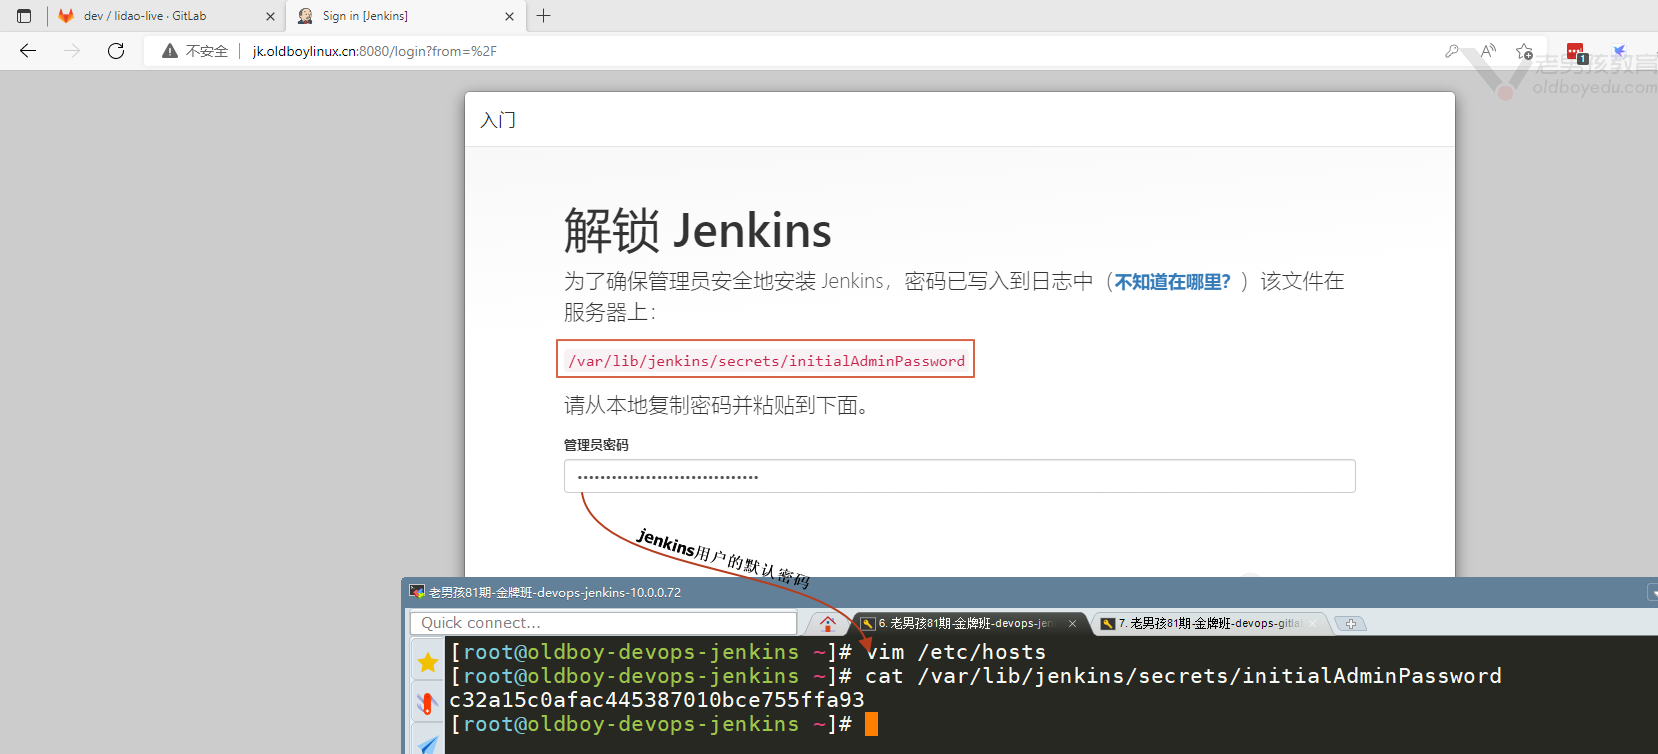 dev / lidao-live · GitLab
Sign in [Jenkins]
不安全
jk.oldboylinux.cn:8080/login?from=%2F
1
老男孩教育
oldboyedu.com
入门
解锁 Jenkins
为了确保管理员安全地安装 Jenkins，密码已写入到日志中（不知道在哪里？）该文件在
服务器上：
/var/lib/jenkins/secrets/initialAdminPassword
请从本地复制密码并粘贴到下面。
管理员密码
jenkins用户的默认密码
老男孩81期-金牌班-devops-jenkins-10.0.0.72
Quick connect...
6. 老男孩81期-金牌班-devops-jen
7. 老男孩81期-金牌班-devops-gitla
[root@oldboy-devops-jenkins ~]# vim /etc/hosts
[root@oldboy-devops-jenkins ~]# cat /var/lib/jenkins/secrets/initialAdminPassword
c32a15c0afac445387010bce755ffa93
[root@oldboy-devops-jenkins ~]#